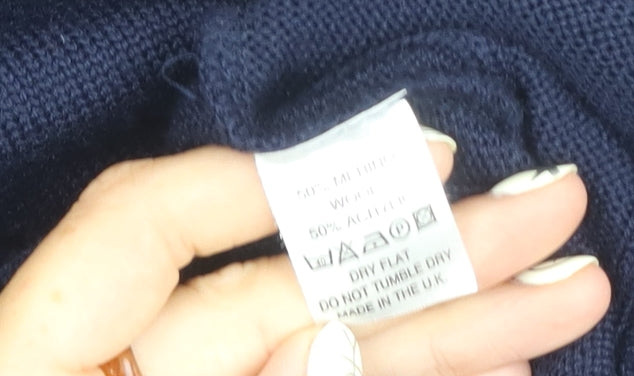 50% MERINO
WOOL
50% ACRYLIC
DRY FLAT
DO NOT TUMBLE DRY
MADE IN THE U.K